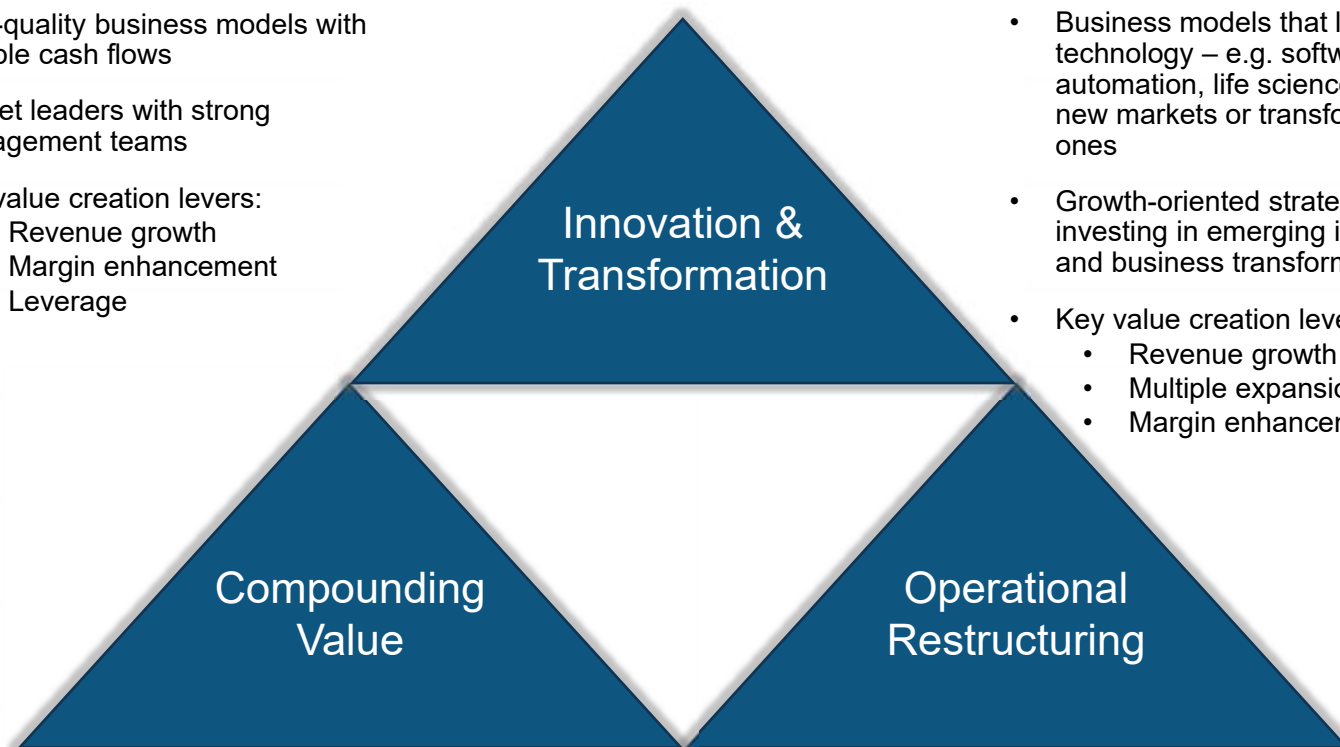 -quality business models with
ble cash flows
et leaders with strong
agement teams
value creation levers:
Revenue growth
Margin enhancement
Leverage
Innovation &
Transformation
• Business models that l
technology – e.g. softw
automation, life science
new markets or transfo
ones
• Growth-oriented strate
investing in emerging i
and business transform
• Key value creation leve
• Revenue growth
• Multiple expansio
• Margin enhancem
Compounding
Value
Operational
Restructuring